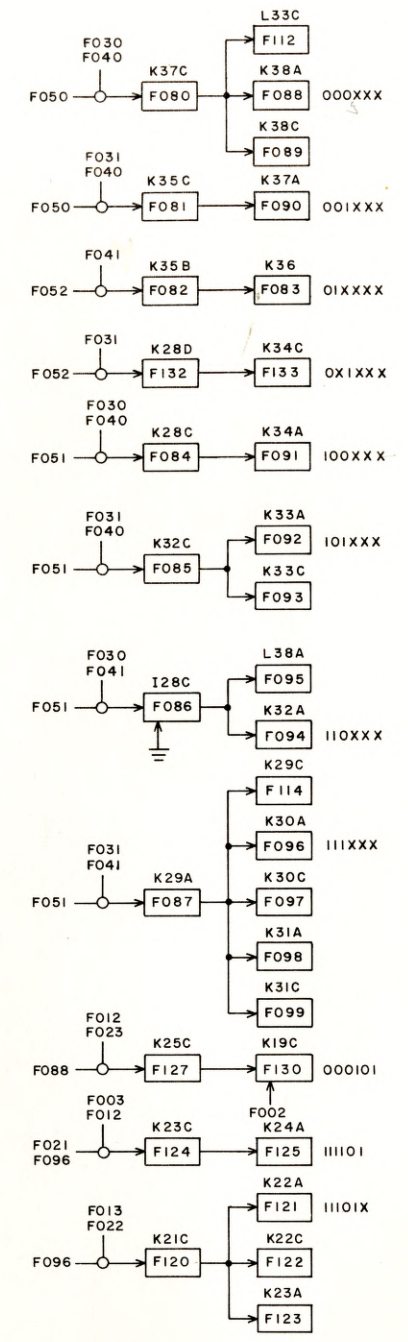 L33C
F030
F112
F040
K37C
K38A
F050
F080
F088
000XXX
K38C
F089
F031
F040
K35C
K37A
F050
F081
F090
001XXX
F041
K35B
K36
F052
F082
F083
01XXXX
F031
K28D
K34C
F052
F132
F133
0X1XXX
F030
F040
K28C
K34A
F051
F084
F091
100XXX
K33A
F031
F040
F092
101XXX
K32C
F051
F085
K33C
F093
F030
F041
L38A
I28C
F095
F051
F086
K32A
F094
110XXX
K29C
F114
K30A
F031
F041
F096
111XXX
K29A
K30C
F051
F087
F097
K31A
F098
K31C
F099
F012
F023
K25C
K19C
F088
F127
F130
000101
F002
F003
F012
K23C
K24A
F021
F096
F124
F125
111101
K22A
F013
F022
F121
11101X
K21C
K22C
F096
F120
F122
K23A
F123